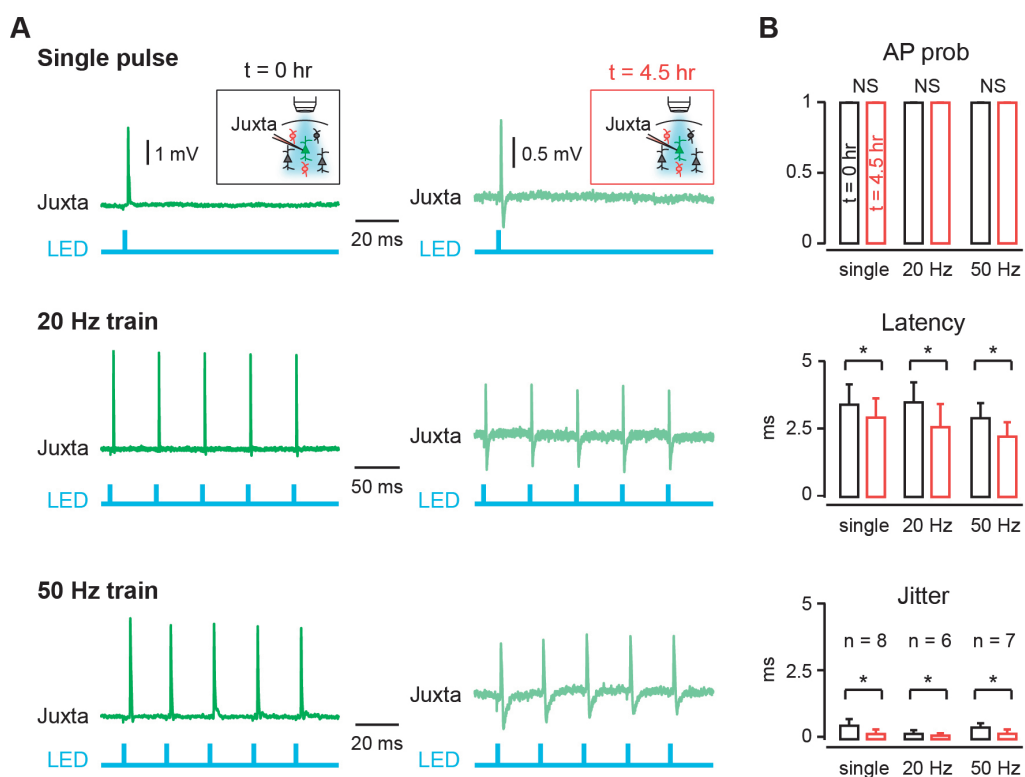 A
Single pulse
t = 0 hr
Juxta
1 mV
Juxta
LED
20 ms
t = 4.5 hr
Juxta
0.5 mV
Juxta
LED
20 Hz train
Juxta
LED
50 ms
Juxta
LED
50 Hz train
Juxta
LED
20 ms
Juxta
LED
B
AP prob
NS NS NS
1
0.5
0
t = 0 hr
t = 4.5 hr
single 20 Hz 50 Hz
Latency
* * *
5
2.5
0
ms
single 20 Hz 50 Hz
Jitter
5
2.5
0
ms
n = 8 n = 6 n = 7
* * *
single 20 Hz 50 Hz